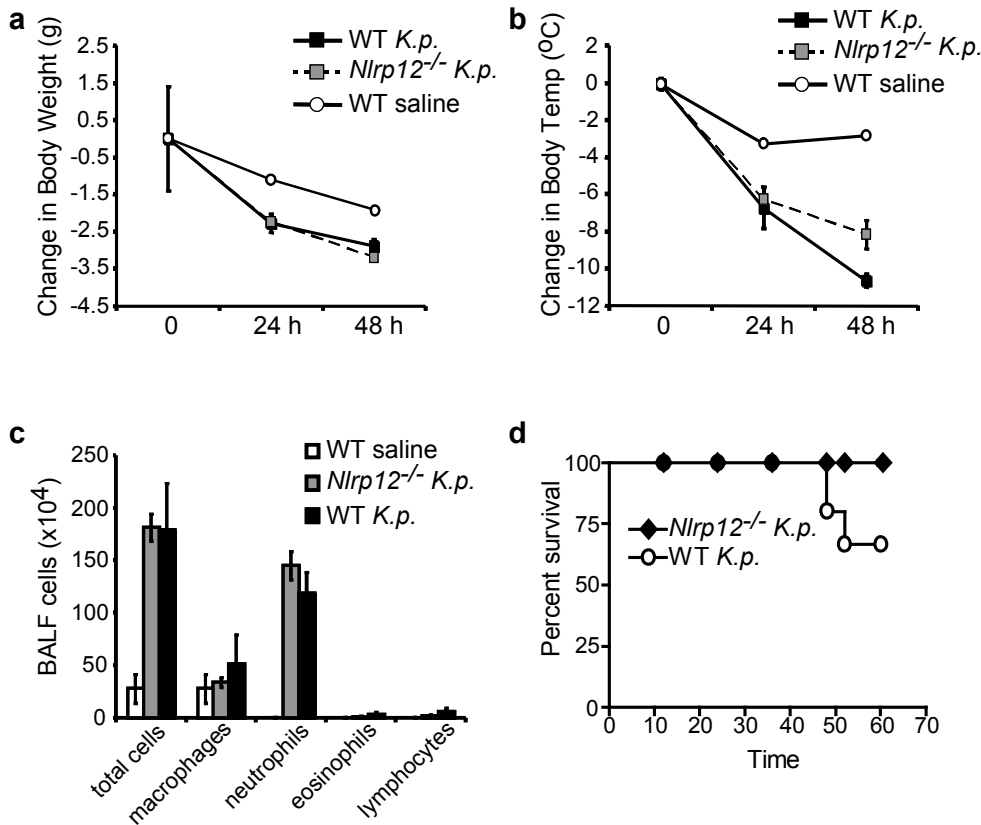 a
Change in Body Weight (g)
2.5
1.5
0.5
-0.5
-1.5
-2.5
-3.5
-4.5
0 24 h 48 h
WT K.p.
Nlrp12-/- K.p.
WT saline
b
Change in Body Temp (ºC)
2
0
-2
-4
-6
-8
-10
-12
0 24 h 48 h
WT K.p.
Nlrp12-/- K.p.
WT saline
c
BALF cells (x10⁴)
250
200
150
100
50
0
total cells
macrophages
neutrophils
eosinophils
lymphocytes
WT saline
Nlrp12-/- K.p.
WT K.p.
d
Percent survival
100
75
50
25
0
0 10 20 30 40 50 60 70
Time
Nlrp12-/- K.p.
WT K.p.